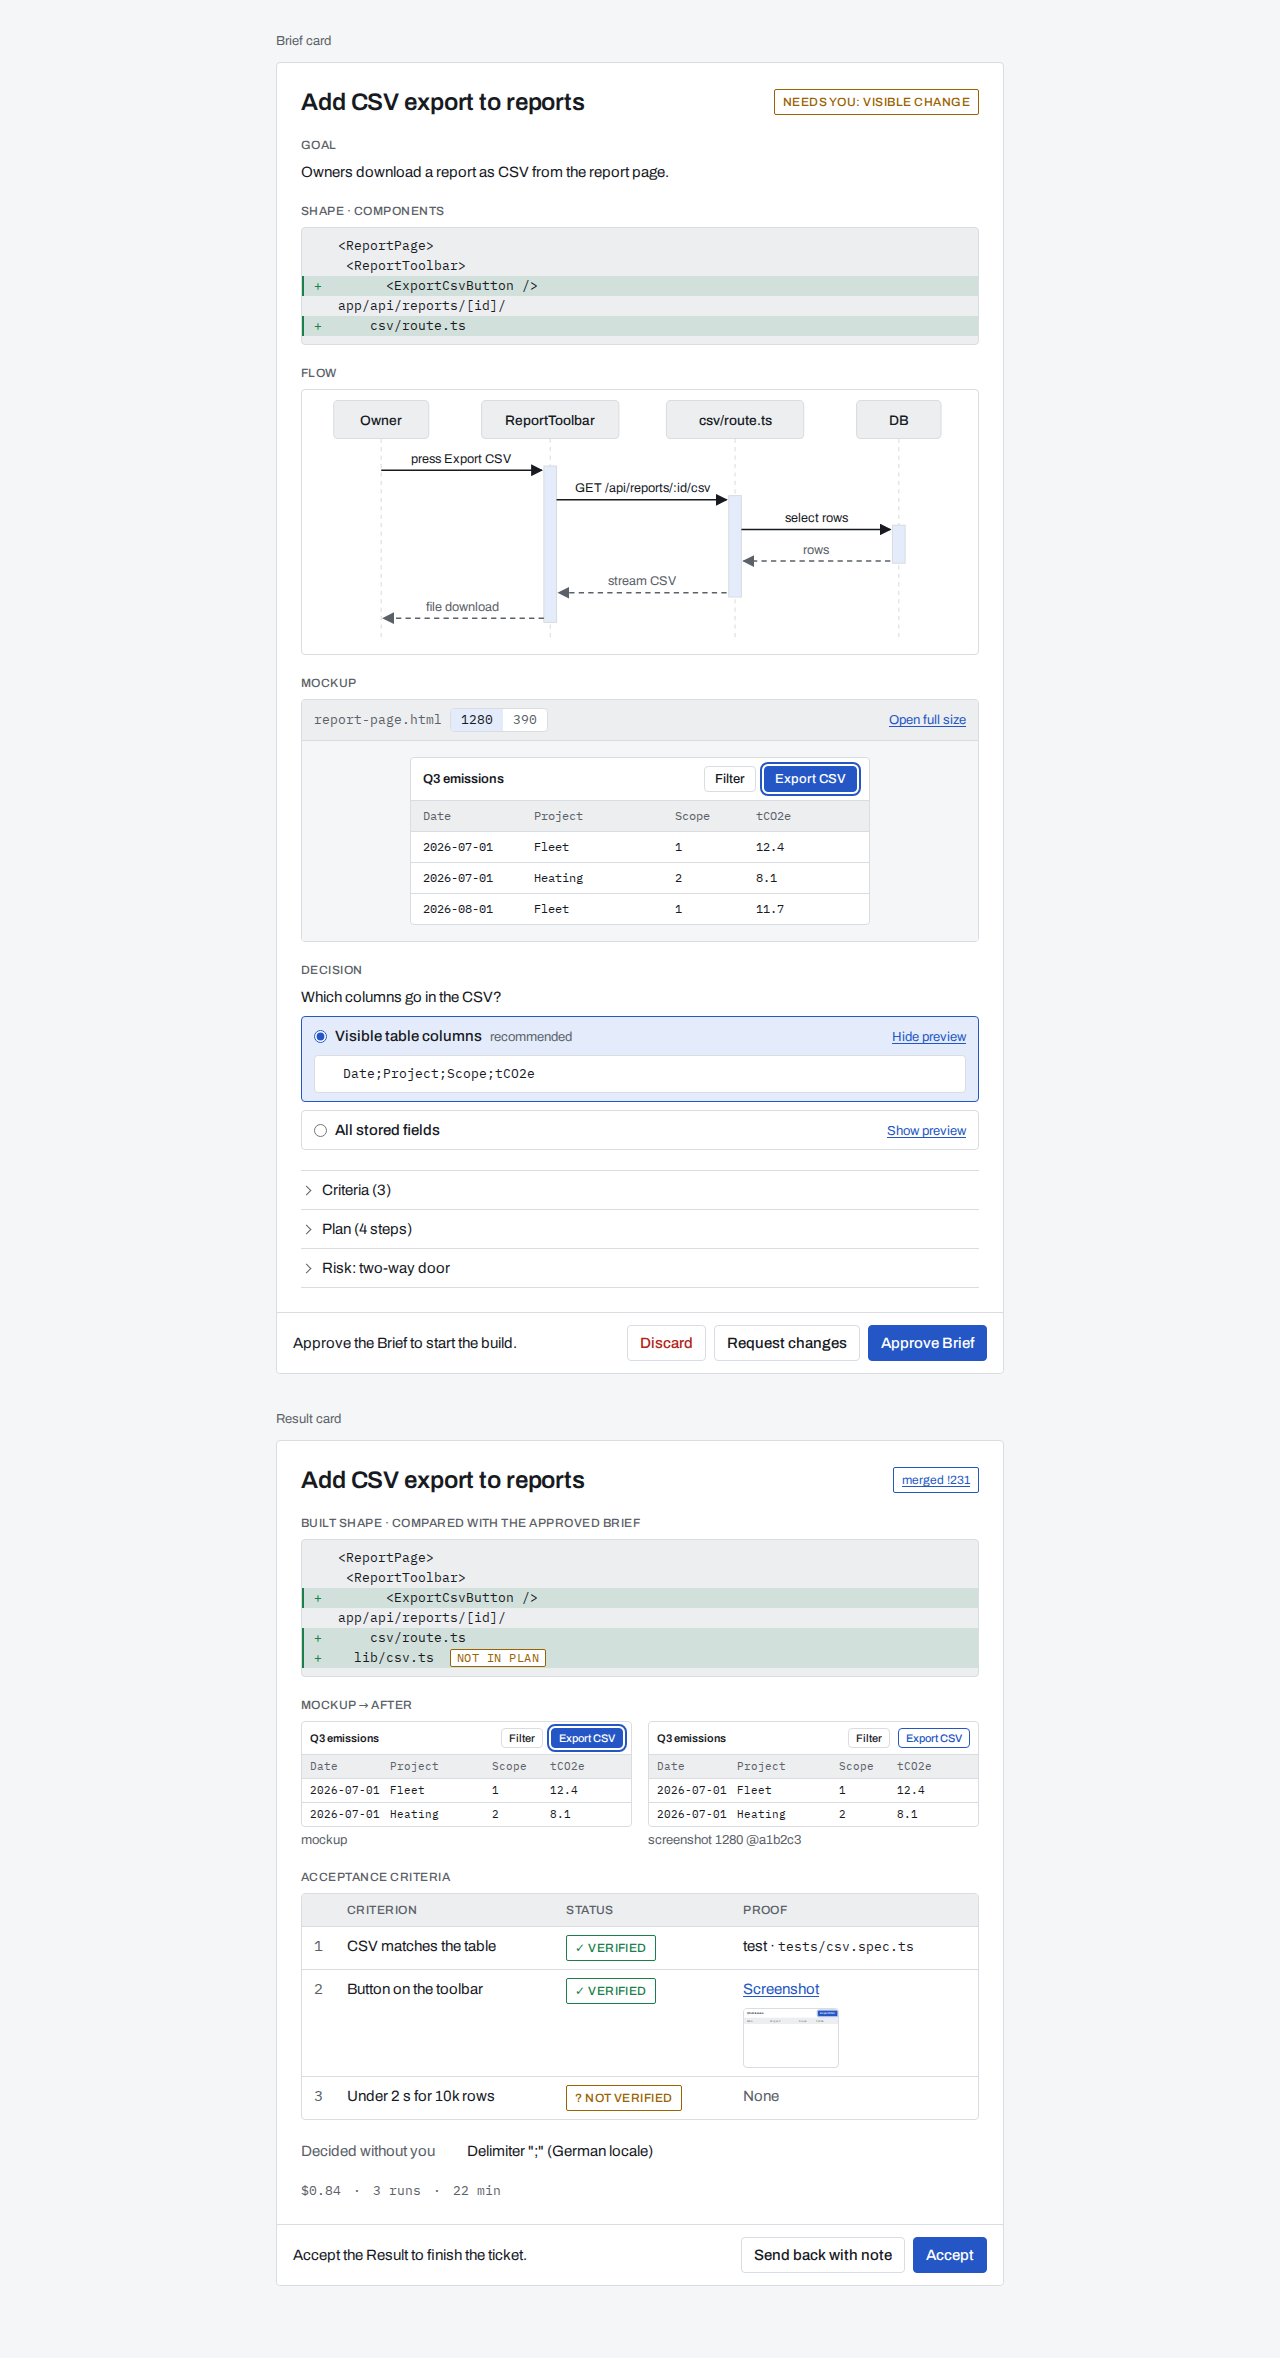 Brief card
Add CSV export to reports
NEEDS YOU: VISIBLE CHANGE
GOAL
Owners download a report as CSV from the report page.
SHAPE · COMPONENTS
<ReportPage>
<ReportToolbar>
+ <ExportCsvButton />
app/api/reports/[id]/
+ csv/route.ts
FLOW
Owner ReportToolbar csv/route.ts DB
press Export CSV
GET /api/reports/:id/csv
select rows
rows
stream CSV
file download
MOCKUP
report-page.html 1280 390 Open full size
Q3 emissions Filter Export CSV
Date Project Scope tCO2e
2026-07-01 Fleet 1 12.4
2026-07-01 Heating 2 8.1
2026-08-01 Fleet 1 11.7
DECISION
Which columns go in the CSV?
Visible table columns recommended Hide preview
Date;Project;Scope;tCO2e
All stored fields Show preview
Criteria (3)
Plan (4 steps)
Risk: two-way door
Approve the Brief to start the build. Discard Request changes Approve Brief
Result card
Add CSV export to reports
merged !231
BUILT SHAPE · COMPARED WITH THE APPROVED BRIEF
<ReportPage>
<ReportToolbar>
+ <ExportCsvButton />
app/api/reports/[id]/
+ csv/route.ts
+ lib/csv.ts NOT IN PLAN
MOCKUP → AFTER
Q3 emissions Filter Export CSV
Date Project Scope tCO2e
2026-07-01 Fleet 1 12.4
2026-07-01 Heating 2 8.1
mockup
Q3 emissions Filter Export CSV
Date Project Scope tCO2e
2026-07-01 Fleet 1 12.4
2026-07-01 Heating 2 8.1
screenshot 1280 @a1b2c3
ACCEPTANCE CRITERIA
CRITERION STATUS PROOF
1 CSV matches the table ✓ VERIFIED test · tests/csv.spec.ts
2 Button on the toolbar ✓ VERIFIED Screenshot
3 Under 2 s for 10k rows ? NOT VERIFIED None
Decided without you Delimiter ";" (German locale)
$0.84 · 3 runs · 22 min
Accept the Result to finish the ticket. Send back with note Accept